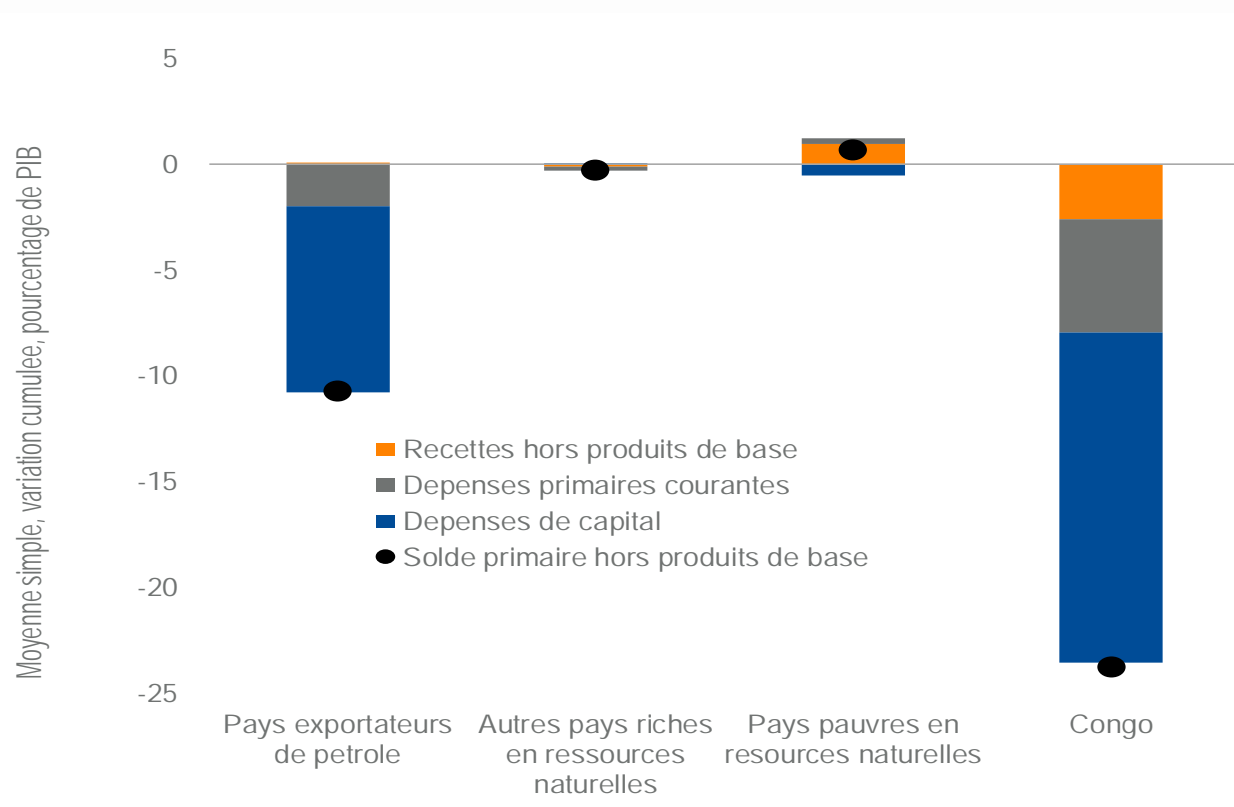 5
0
-5
-10
-15
-20
-25
Moyenne simple, variation cumulee, pourcentage de PIB
Recettes hors produits de base
Depenses primaires courantes
Depenses de capital
Solde primaire hors produits de base
Pays exportateurs
de petrole
Autres pays riches
en ressources
naturelles
Pays pauvres en
resources naturelles
Congo